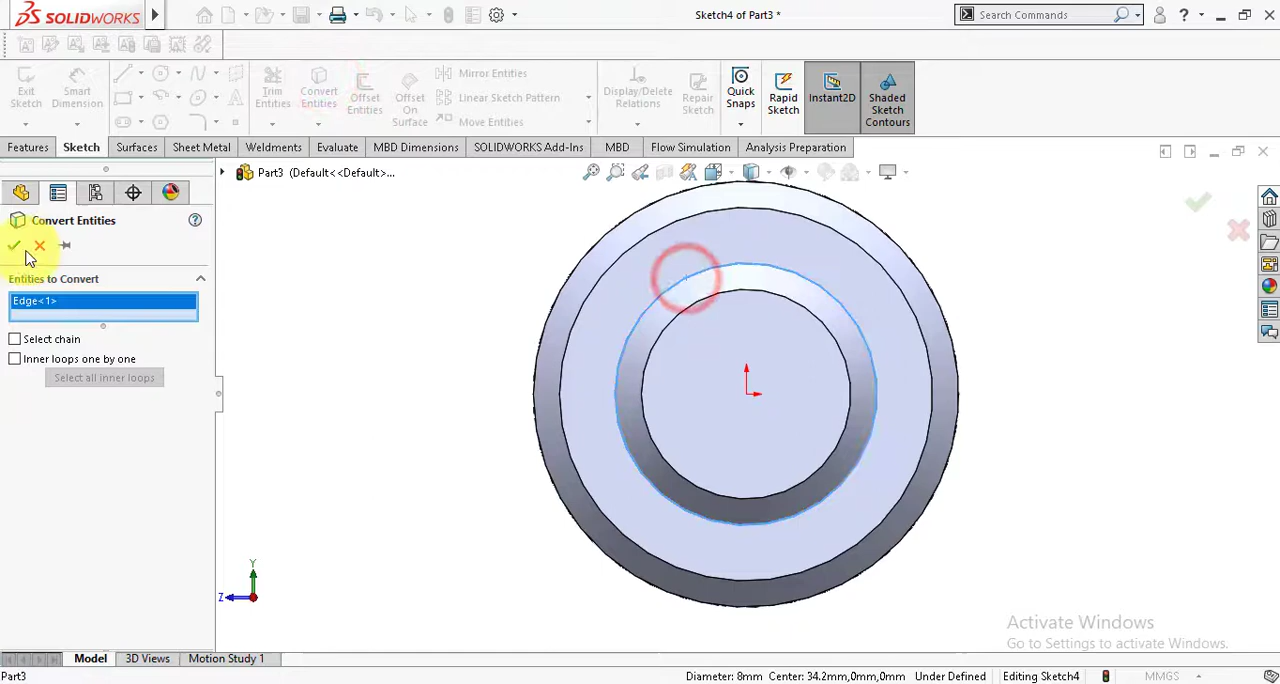 SOLIDWORKS
Sketch4 of Part3 *
Search Commands
Exit Sketch
Smart Dimension
Trim Entities
Convert Entities
Offset Entities
Offset On Surface
Mirror Entities
Linear Sketch Pattern
Move Entities
Display/Delete Relations
Repair Sketch
Quick Snaps
Rapid Sketch
Instant2D
Shaded Sketch Contours
Features
Sketch
Surfaces
Sheet Metal
Weldments
Evaluate
MBD Dimensions
SOLIDWORKS Add-Ins
MBD
Flow Simulation
Analysis Preparation
Part3 (Default<<Default>...
Convert Entities
Entities to Convert
Edge<1>
Select chain
Inner loops one by one
Select all inner loops
Y
Z
Activate Windows
Go to Settings to activate Windows.
Model
3D Views
Motion Study 1
Part3
Diameter: 8mm Center: 34.2mm,0mm,0mm
Under Defined
Editing Sketch4
MMGS